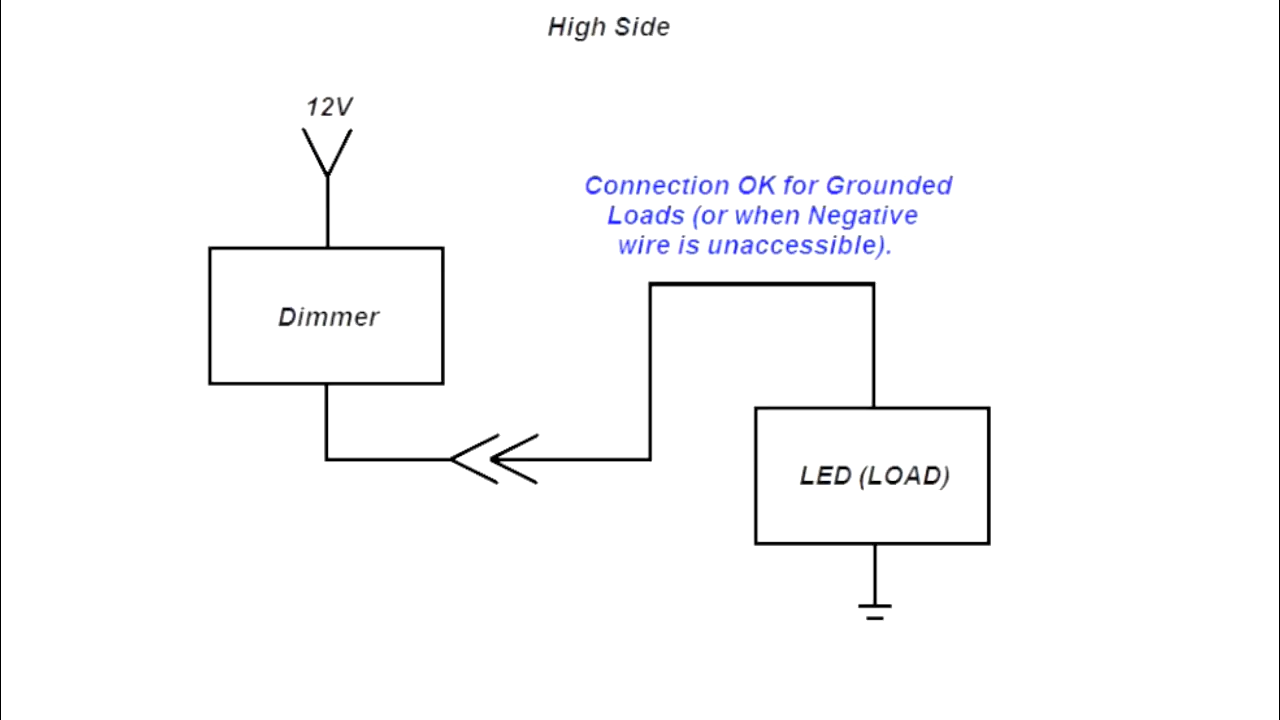 High Side
12V
Connection OK for Grounded
Loads (or when Negative
wire is unaccessible).
Dimmer
LED (LOAD)